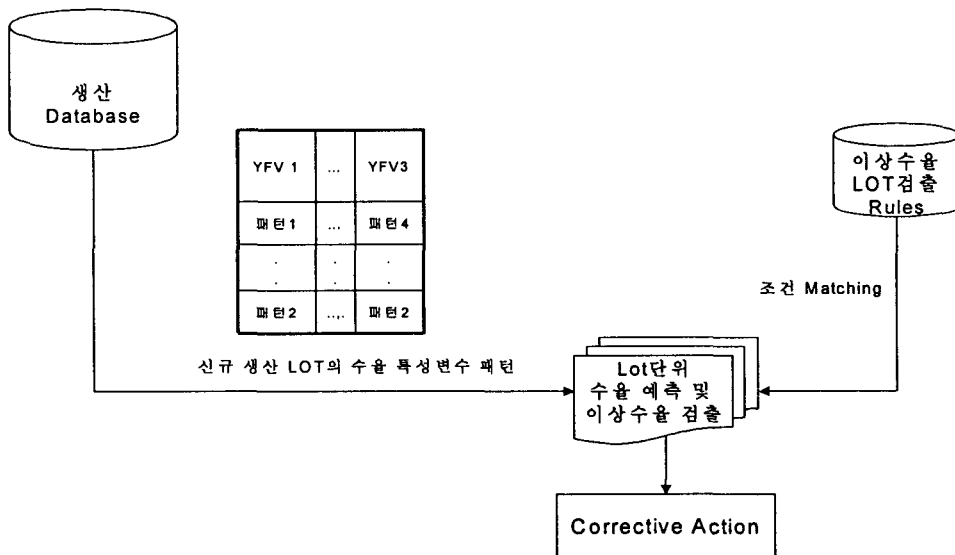 생산
Database
YFV 1 ... YFV3
패턴1 ... 패턴4
. . .
. . .
패턴2 ..,. 패턴2
신규 생산 LOT의 수율 특성변수 패턴
이상수율
LOT검출
Rules
조건 Matching
Lot단위
수율 예측 및
이상수율 검출
Corrective Action